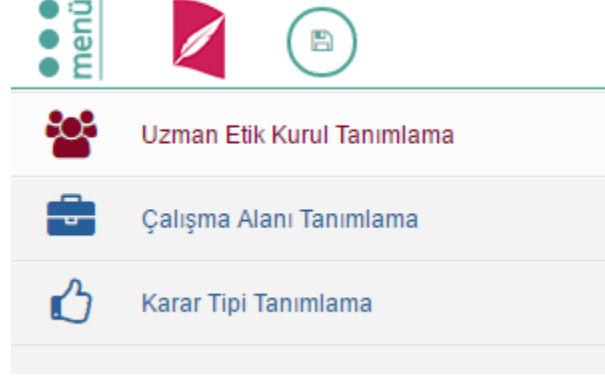 menü
Uzman Etik Kurul Tanımlama
Çalışma Alanı Tanımlama
Karar Tipi Tanımlama